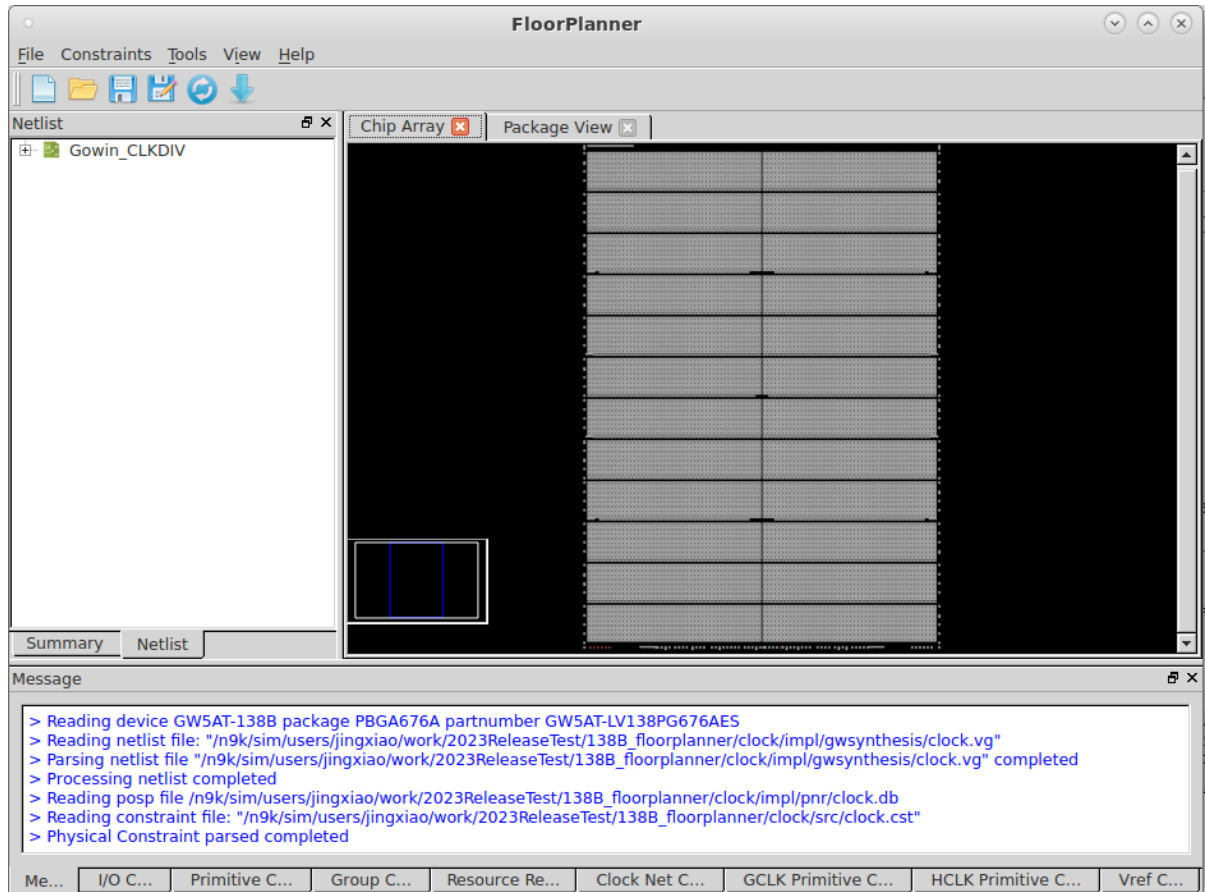 FloorPlanner
File Constraints Tools View Help
Netlist
Chip Array Package View
Gowin_CLKDIV
Summary Netlist
Message
> Reading device GW5AT-138B package PBGA676A partnumber GW5AT-LV138PG676AES
> Reading netlist file: "/n9k/sim/users/jingxiao/work/2023ReleaseTest/138B_floorplanner/clock/impl/gwsynthesis/clock.vg"
> Parsing netlist file "/n9k/sim/users/jingxiao/work/2023ReleaseTest/138B_floorplanner/clock/impl/gwsynthesis/clock.vg" completed
> Processing netlist completed
> Reading posp file /n9k/sim/users/jingxiao/work/2023ReleaseTest/138B_floorplanner/clock/impl/pnr/clock.db
> Reading constraint file: "/n9k/sim/users/jingxiao/work/2023ReleaseTest/138B_floorplanner/clock/src/clock.cst"
> Physical Constraint parsed completed
Me... I/O C... Primitive C... Group C... Resource Re... Clock Net C... GCLK Primitive C... HCLK Primitive C... Vref C...